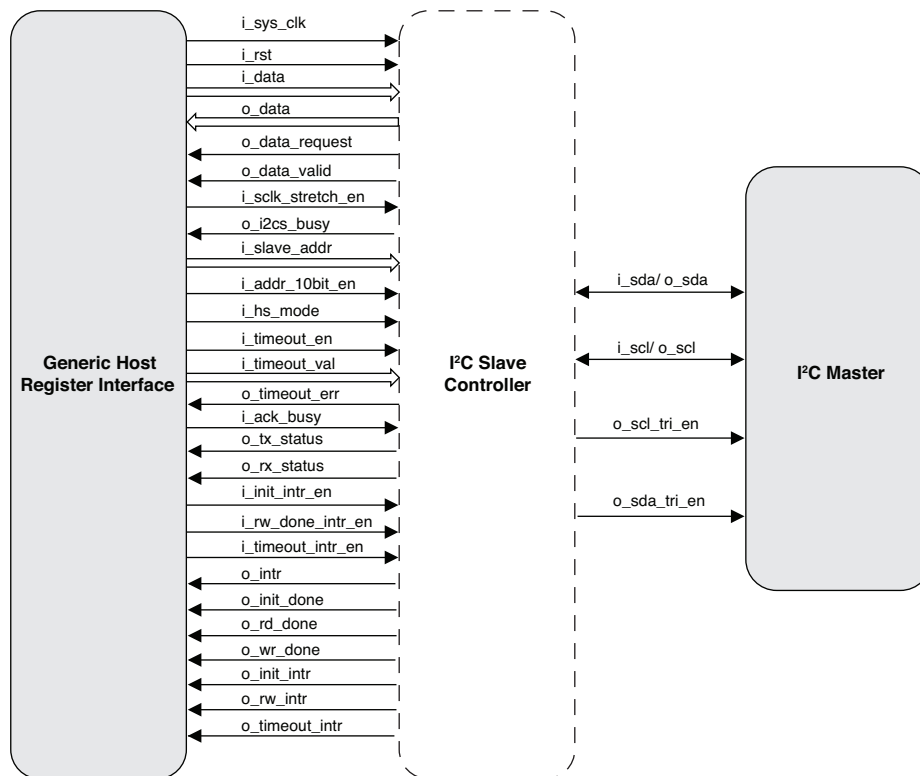 i_sys_clk
i_rst
i_data
o_data
o_data_request
o_data_valid
i_sclk_stretch_en
o_i2cs_busy
i_slave_addr
i_addr_10bit_en
i_hs_mode
i_timeout_en
i_timeout_val
o_timeout_err
i_ack_busy
o_tx_status
o_rx_status
i_init_intr_en
i_rw_done_intr_en
i_timeout_intr_en
o_intr
o_init_done
o_rd_done
o_wr_done
o_init_intr
o_rw_intr
o_timeout_intr
Generic Host
Register Interface
I²C Slave
Controller
i_sda/ o_sda
i_scl/ o_scl
o_scl_tri_en
o_sda_tri_en
I²C Master